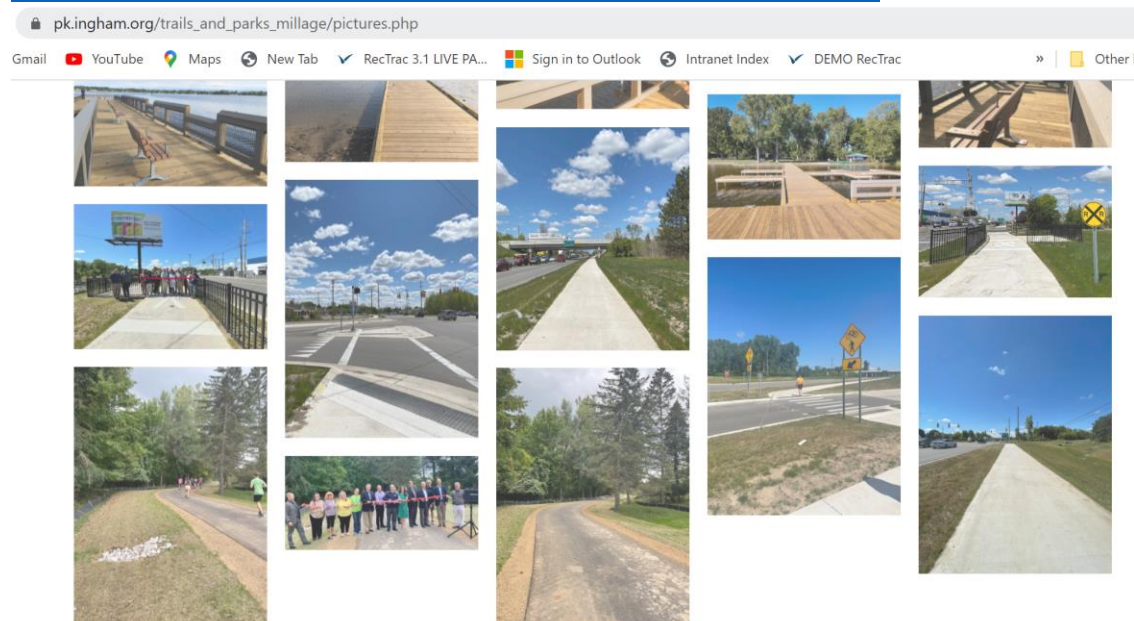 pk.ingham.org/trails_and_parks_millage/pictures.php
Gmail YouTube Maps New Tab RecTrac 3.1 LIVE PA... Sign in to Outlook Intranet Index DEMO RecTrac » Other